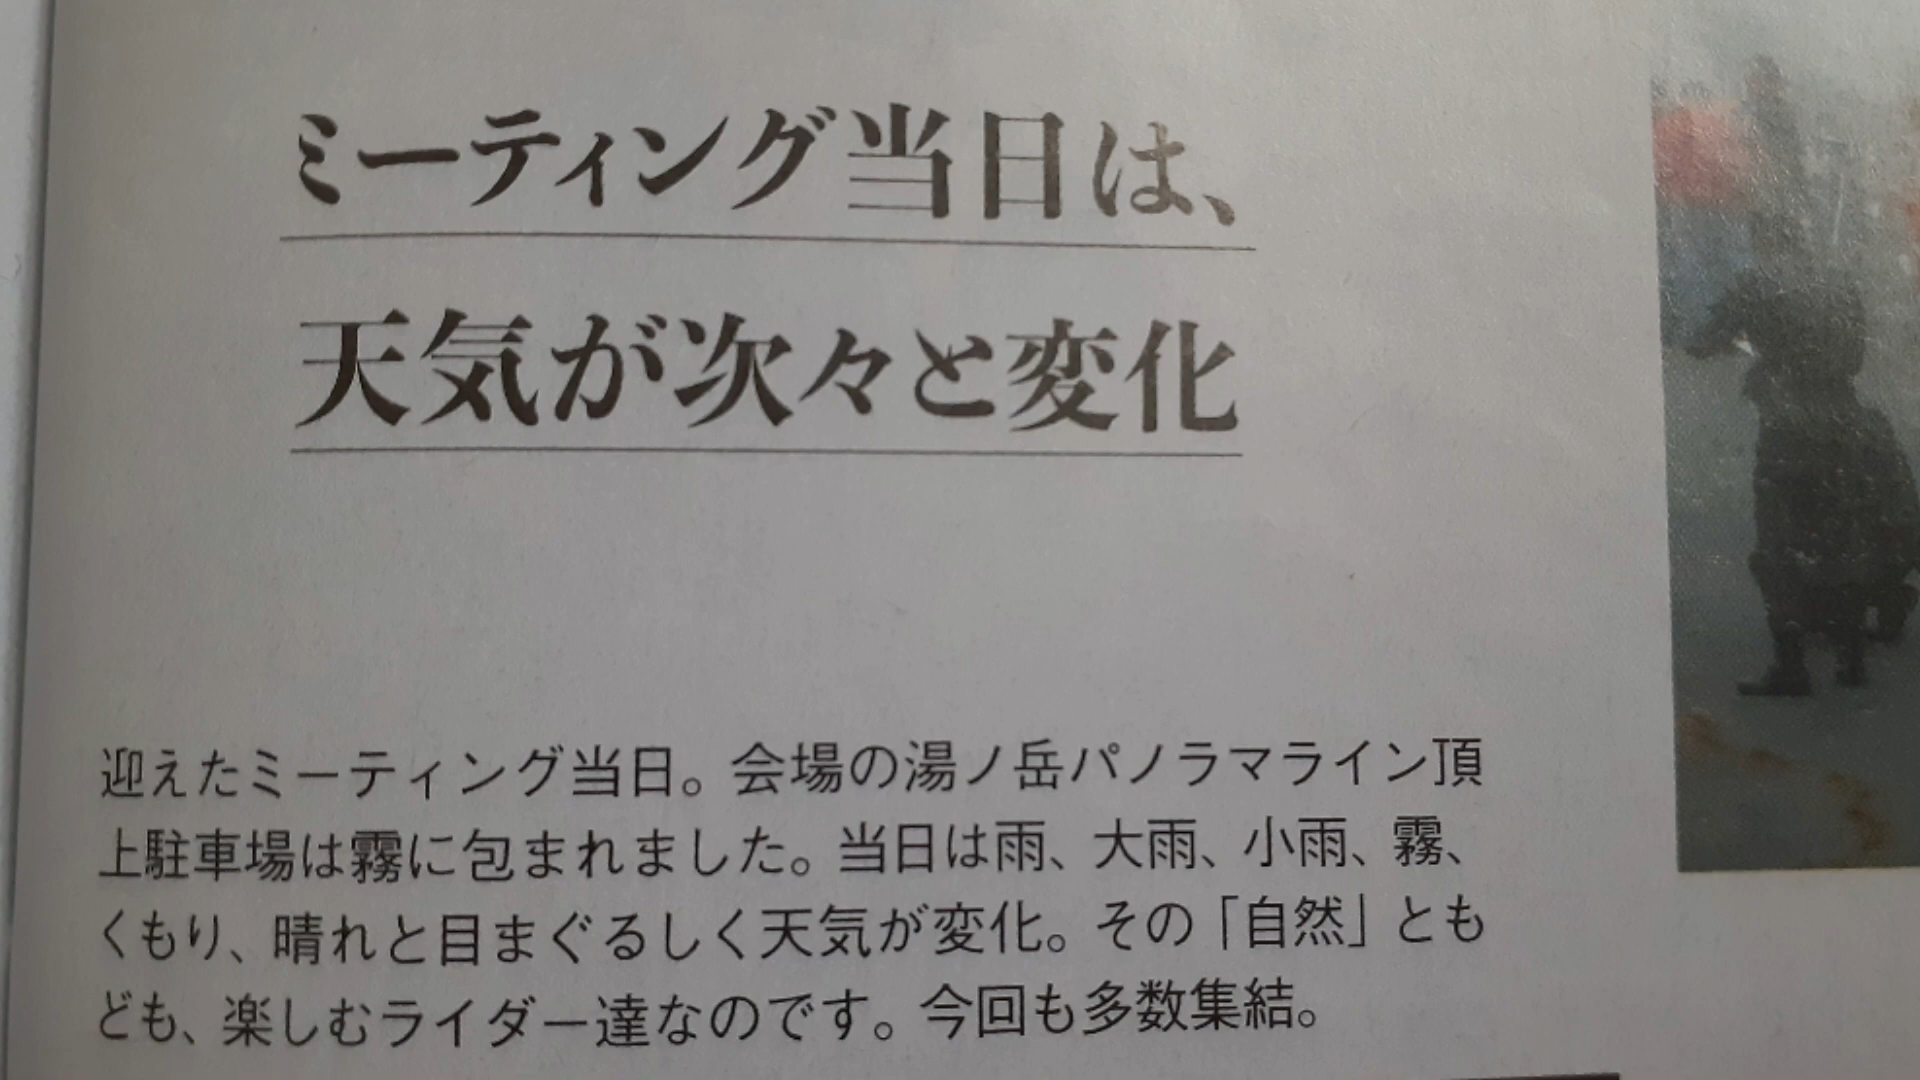 ミーティング当日は、
天気が次々と変化
迎えたミーティング当日。会場の湯ノ岳パノラマライン頂
上駐車場は霧に包まれました。当日は雨、大雨、小雨、霧、
くもり、晴れと目まぐるしく天気が変化。その「自然」とも
ども、楽しむライダー達なのです。今回も多数集結。